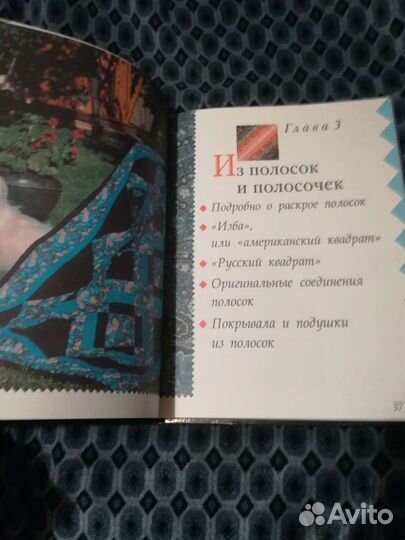 Глава 3
Из полосок
и полосочек
Подробно о раскрое полосок
«Изба»,
или «американский квадрат»
«Русский квадрат»
Оригинальные соединения
полосок
Покрывала и подушки
из полосок
37
Avito